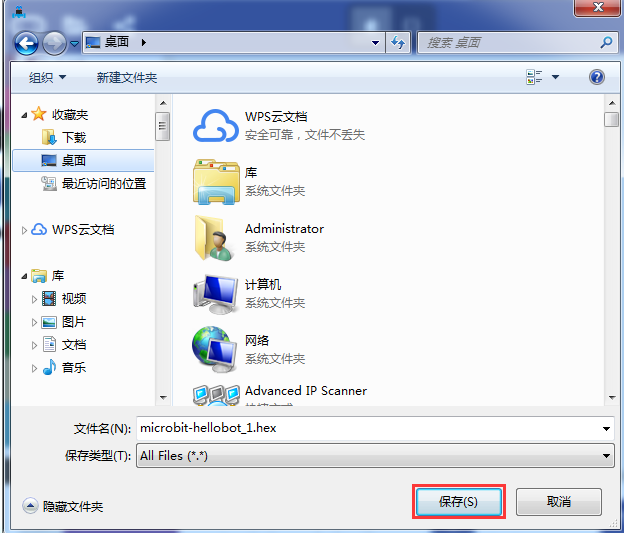 桌面
搜索 桌面
组织
新建文件夹
收藏夹
下载
桌面
最近访问的位置
WPS云文档
库
视频
图片
文档
音乐
WPS云文档
安全可靠，文件不丢失
库
系统文件夹
Administrator
系统文件夹
计算机
系统文件夹
网络
系统文件夹
Advanced IP Scanner
文件名(N):
microbit-hellobot_1.hex
保存类型(T):
All Files (*.*)
隐藏文件夹
保存(S)
取消